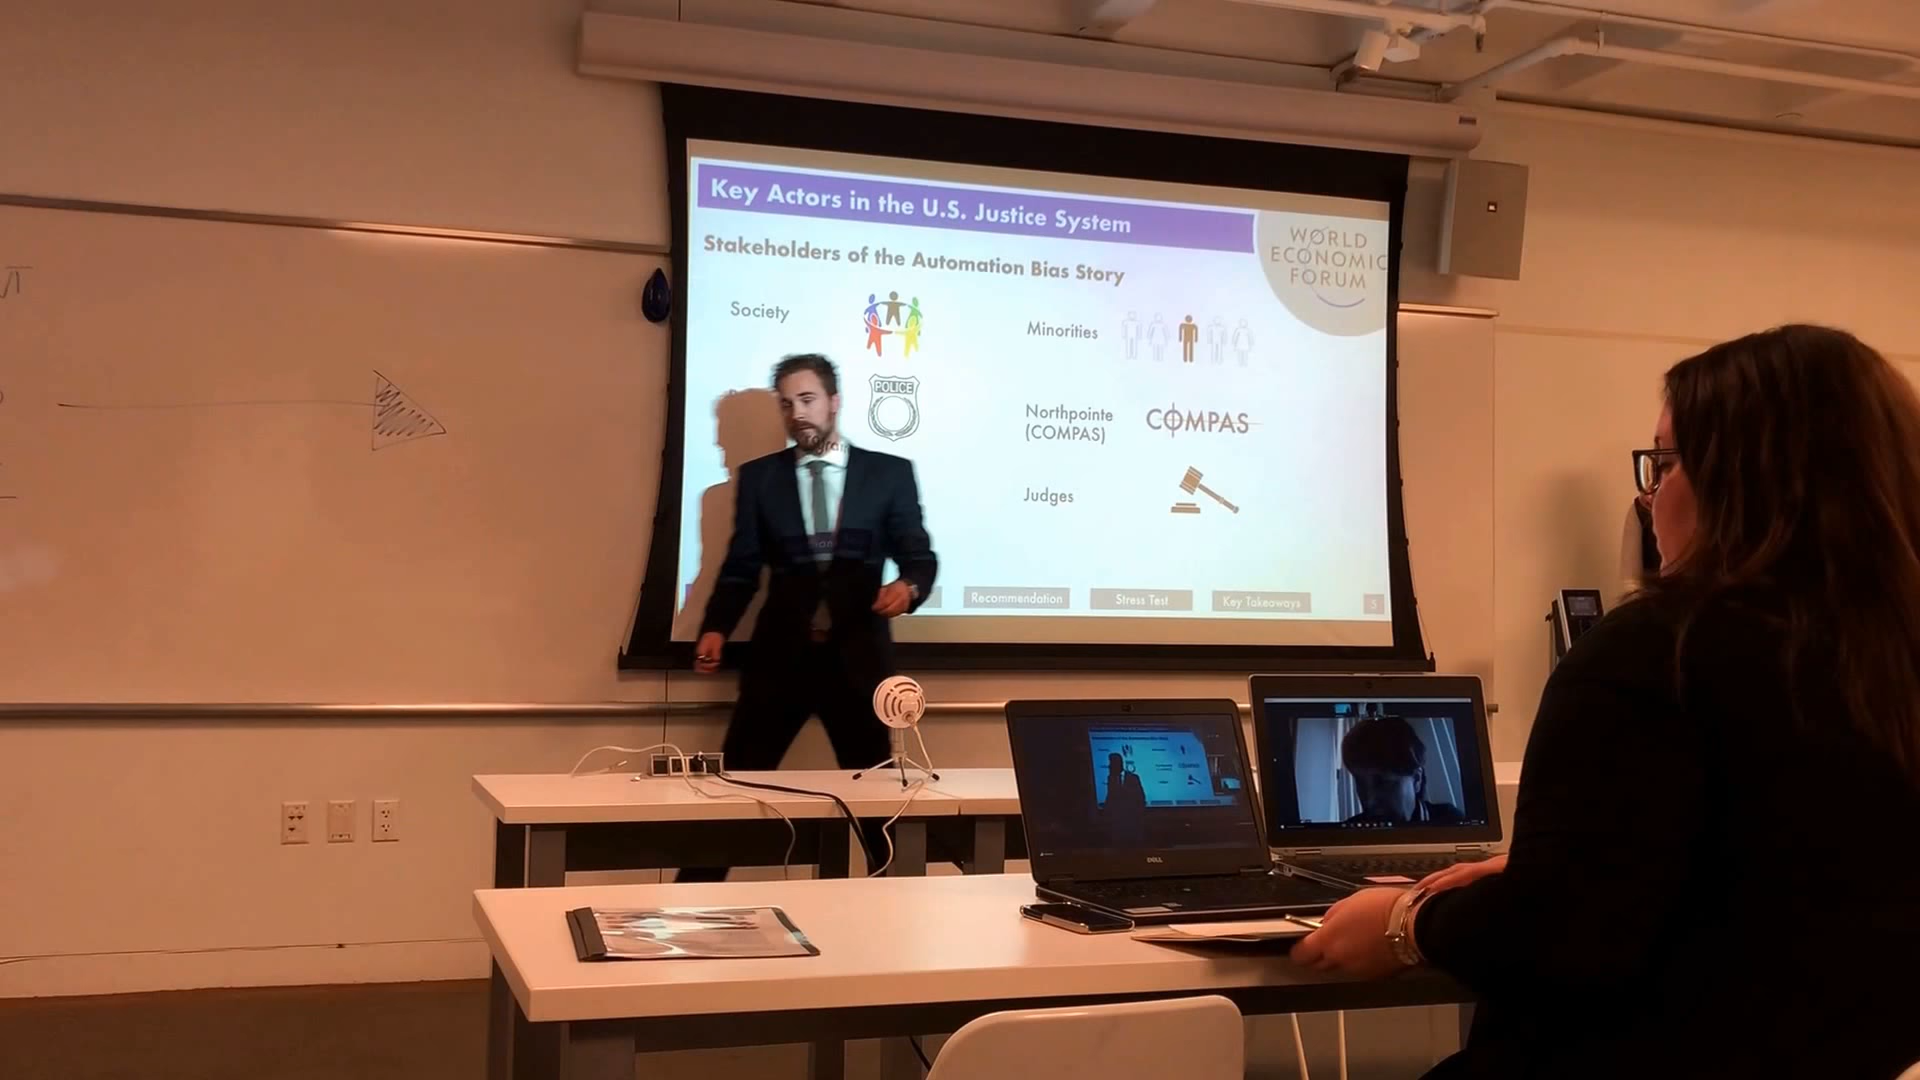 Key Actors in the U.S. Justice System
WORLD
ECONOMIC
FORUM
Stakeholders of the Automation Bias Story
Society
Minorities
POLICE
Northpointe
(COMPAS)
COMPAS
Judges
Recommendation
Stress Test
Key Takeaways
5
DELL